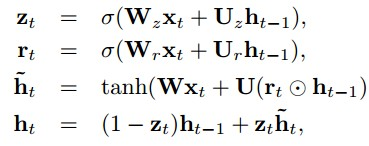 z_t = σ(W_z x_t + U_z h_{t−1}),
r_t = σ(W_r x_t + U_r h_{t−1}),
h̃_t = tanh(W x_t + U(r_t ⊙ h_{t−1})
h_t = (1 − z_t)h_{t−1} + z_t h̃_t,